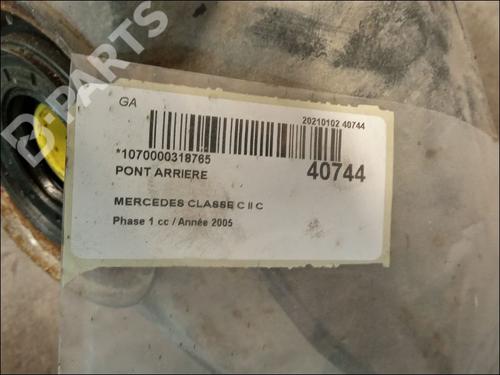 D-PARTS
GA
20210102 40744
*1070000318765
40744
PONT ARRIERE
MERCEDES CLASSE C II C
Phase 1 cc / Année 2005